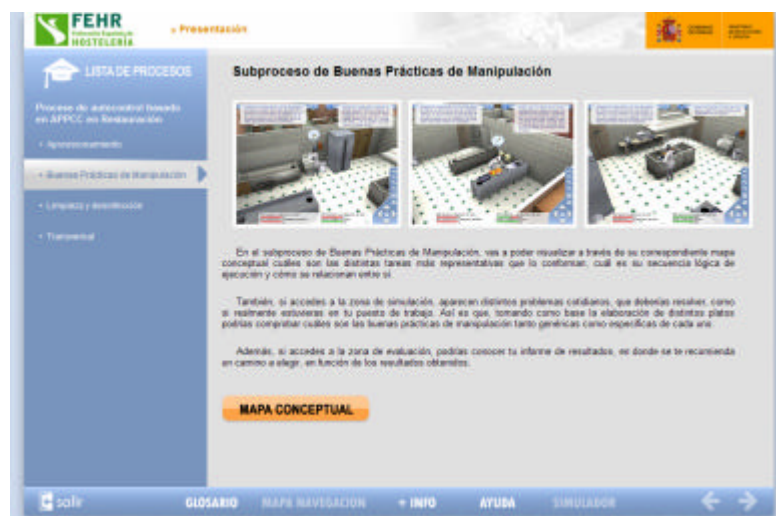 FEHR
Federación Española de
HOSTELERÍA
» Presentación
LISTA DE PROCESOS
Proceso de autocontrol basado
en APPCC en Restauración
Aprovisionamiento
Buenas Prácticas de Manipulación
Limpieza y desinfección
Transversal
Subproceso de Buenas Prácticas de Manipulación
En el subproceso de Buenas Prácticas de Manipulación, vas a poder visualizar a través de su correspondiente mapa
conceptual cuáles son las distintas tareas más representativas que lo conforman, cuál es su secuencia lógica de
ejecución y cómo se relacionan entre sí.
También, si accedes a la zona de simulación, aparecen distintos problemas cotidianos, que deberías resolver, como
si realmente estuvieras en tu puesto de trabajo. Así es que, tomando como base la elaboración de distintos platos
podrías comprobar cuáles son las buenas prácticas de manipulación tanto genéricas como específicas de cada uno.
Además, si accedes a la zona de evaluación, podrías conocer tu informe de resultados, en donde se te recomienda
un camino a elegir, en función de los resultados obtenidos.
MAPA CONCEPTUAL
salir
GLOSARIO
MAPA NAVEGACION
+ INFO
AYUDA
SIMULADOR